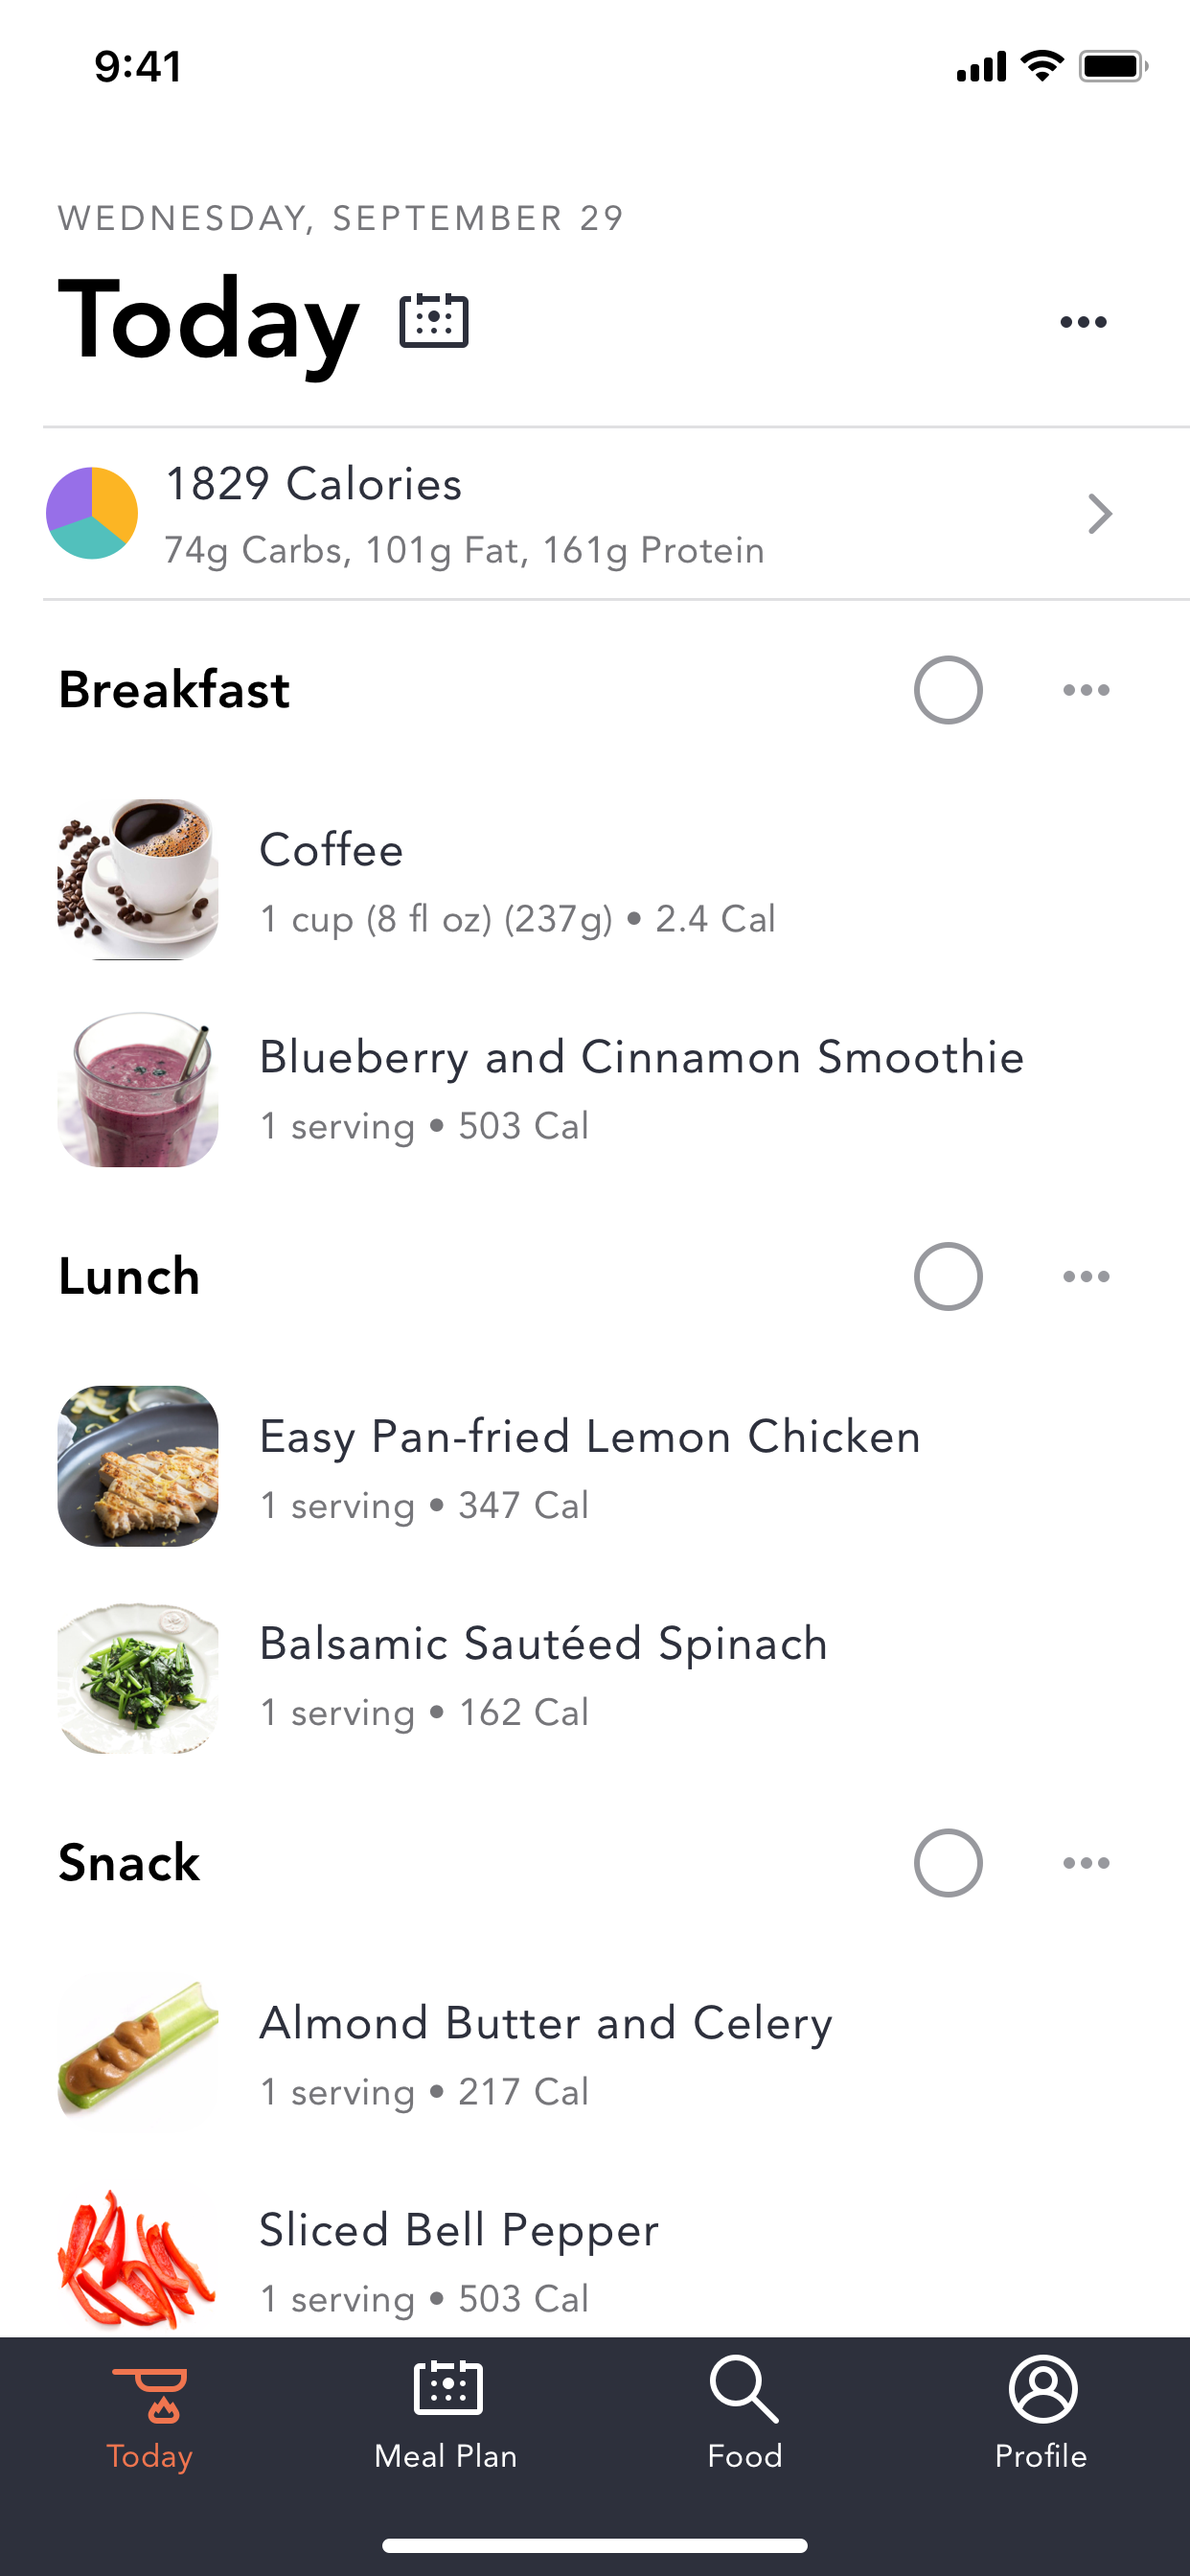 9:41
WEDNESDAY, SEPTEMBER 29
Today
1829 Calories
74g Carbs, 101g Fat, 161g Protein
Breakfast
Coffee
1 cup (8 fl oz) (237g) • 2.4 Cal
Blueberry and Cinnamon Smoothie
1 serving • 503 Cal
Lunch
Easy Pan-fried Lemon Chicken
1 serving • 347 Cal
Balsamic Sautéed Spinach
1 serving • 162 Cal
Snack
Almond Butter and Celery
1 serving • 217 Cal
Sliced Bell Pepper
1 serving • 503 Cal
Today
Meal Plan
Food
Profile